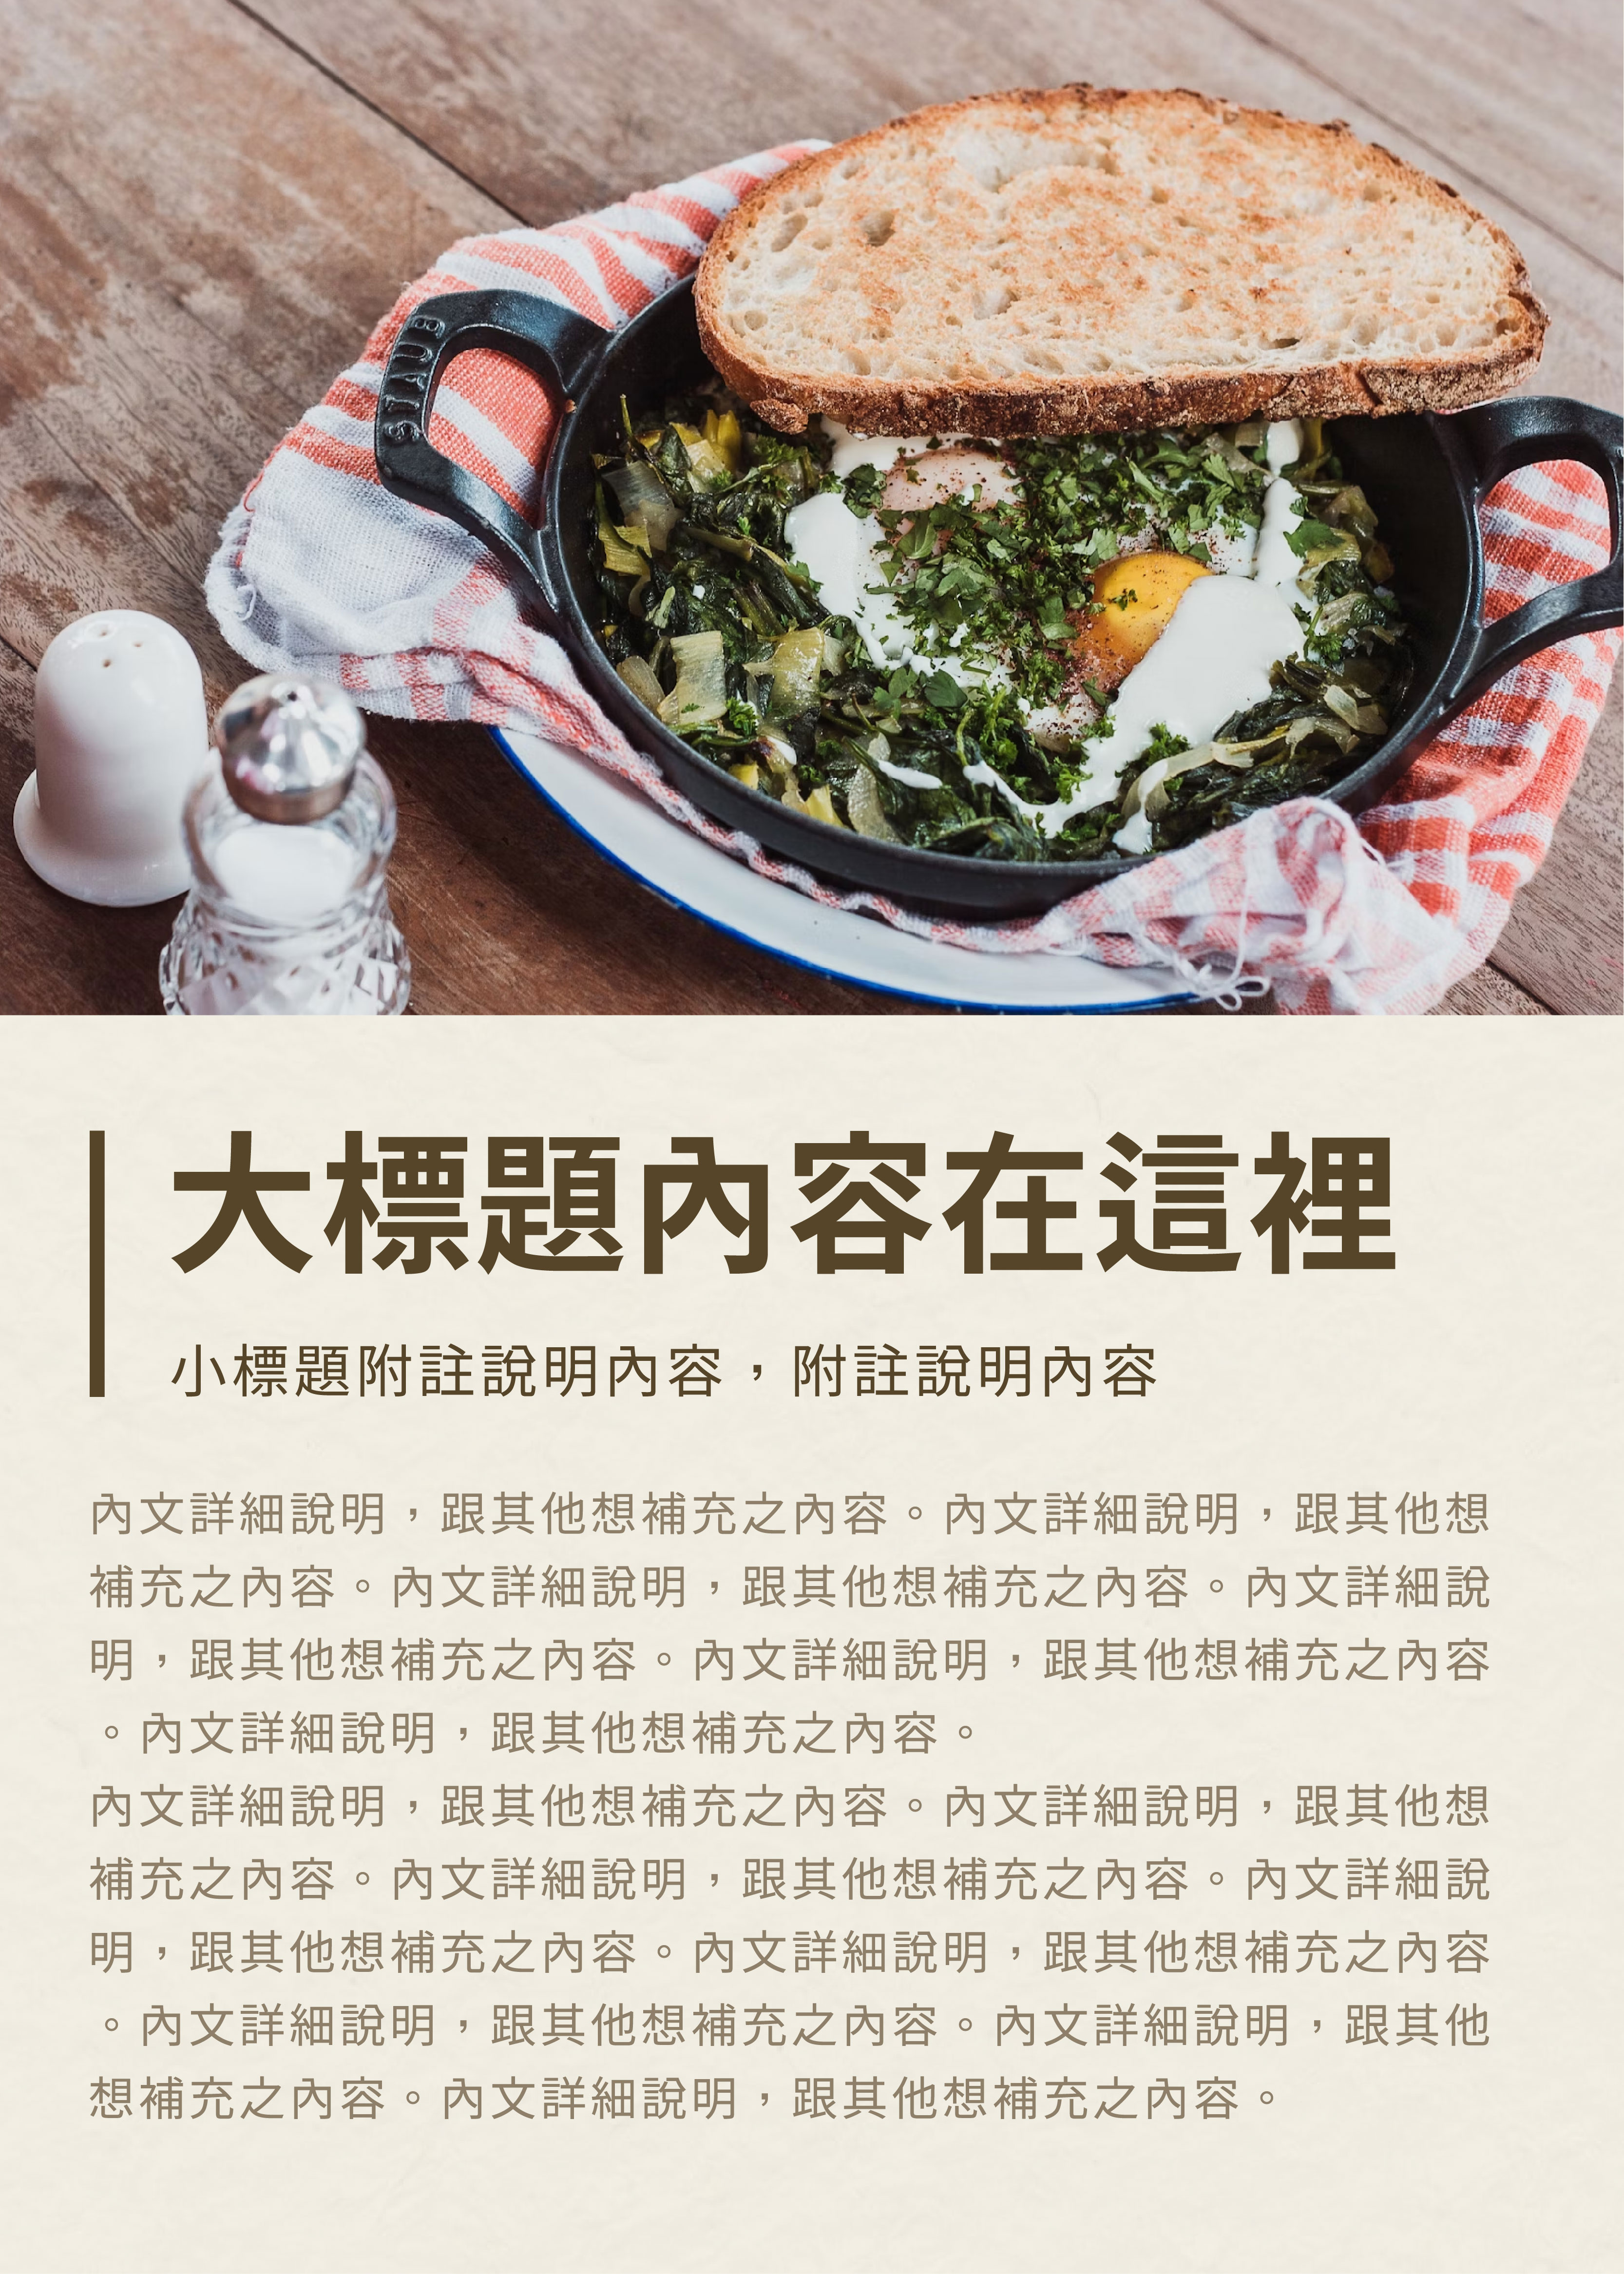 STAUB
大標題內容在這裡
小標題附註說明內容，附註說明內容
內文詳細說明，跟其他想補充之內容。內文詳細說明，跟其他想
補充之內容。內文詳細說明，跟其他想補充之內容。內文詳細說
明，跟其他想補充之內容。內文詳細說明，跟其他想補充之內容
。內文詳細說明，跟其他想補充之內容。
內文詳細說明，跟其他想補充之內容。內文詳細說明，跟其他想
補充之內容。內文詳細說明，跟其他想補充之內容。內文詳細說
明，跟其他想補充之內容。內文詳細說明，跟其他想補充之內容
。內文詳細說明，跟其他想補充之內容。內文詳細說明，跟其他
想補充之內容。內文詳細說明，跟其他想補充之內容。